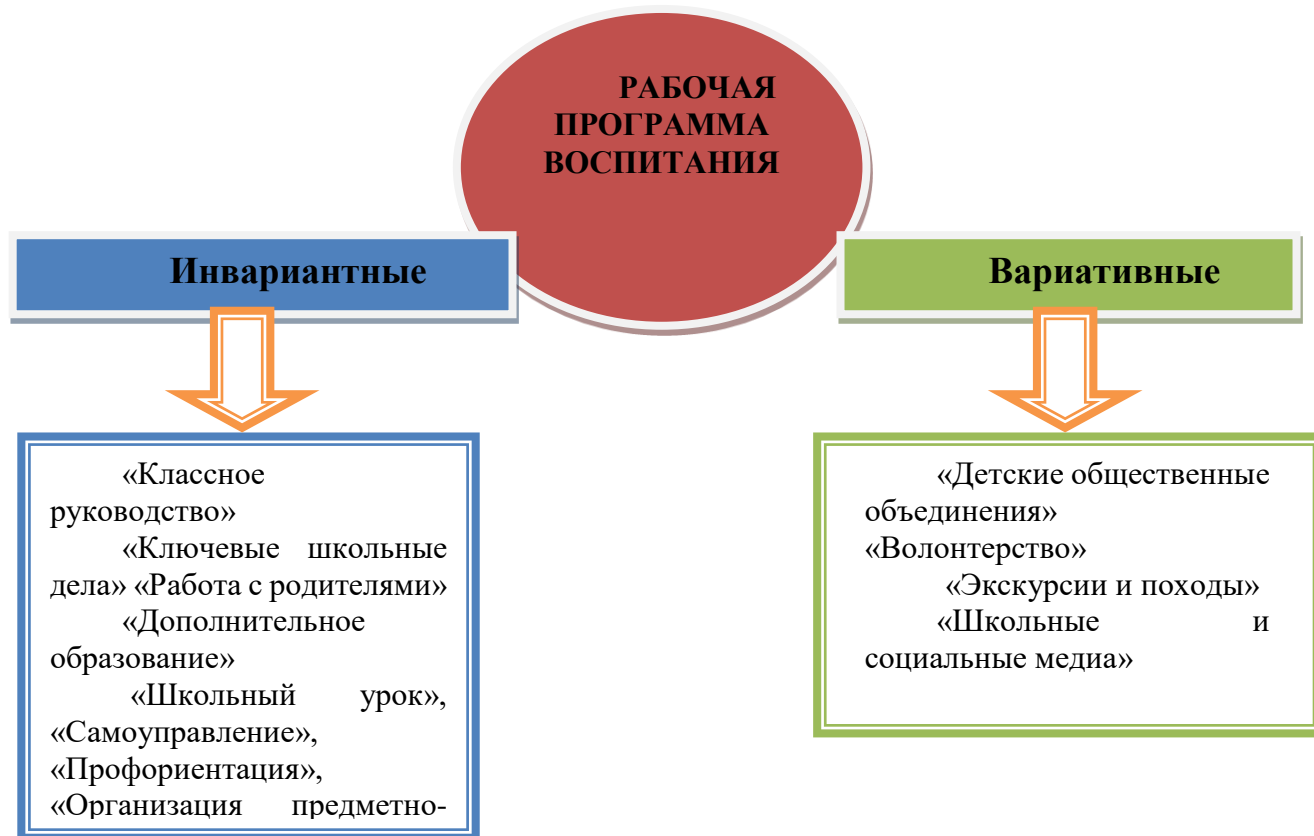 РАБОЧАЯ
ПРОГРАММА
ВОСПИТАНИЯ
Инвариантные
Вариативные
«Классное
руководство»
«Ключевые школьные
дела» «Работа с родителями»
«Дополнительное
образование»
«Школьный урок»,
«Самоуправление»,
«Профориентация»,
«Организация предметно-
«Детские общественные
объединения»
«Волонтерство»
«Экскурсии и походы»
«Школьные и
социальные медиа»